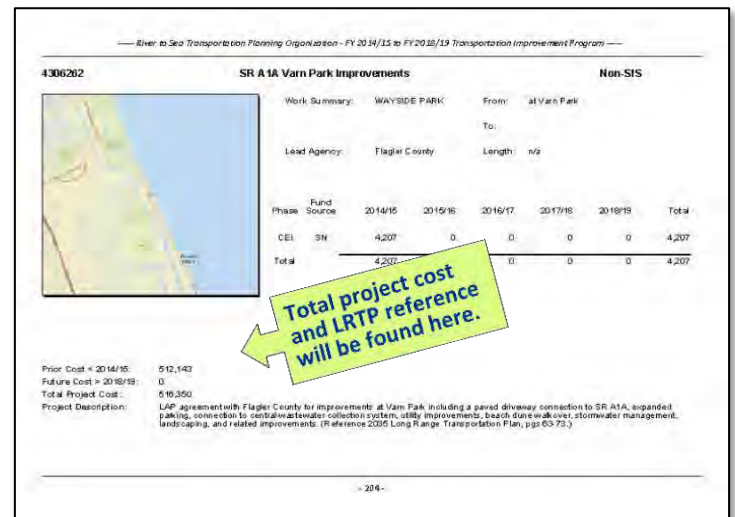 ----- River to Sea Transportation Planning Organization - FY 2014/15 to FY 2018/19 Transportation Improvement Program -----
4306262 SR A1A Varn Park Improvements Non-SIS
Work Summary: WAYSIDE PARK From: at Varn Park
To:
Lead Agency: Flagler County Length: n/a
Phase Fund Source 2014/15 2015/16 2016/17 2017/18 2018/19 Total
CEI SN 4,207 0 0 0 0 4,207
Total 4,207 0 0 0 4,207
Total project cost
and LRTP reference
will be found here.
Prior Cost < 2014/15: 512,143
Future Cost > 2018/19: 0
Total Project Cost: 516,350
Project Description: LAP agreement with Flagler County for improvements at Varn Park including a paved driveway connection to SR A1A, expanded
parking, connection to central wastewater collection system, utility improvements, beach dune walkover, stormwater management,
landscaping, and related improvements. (Reference 2035 Long Range Transportation Plan, pgs 63-73.)
- 204 -